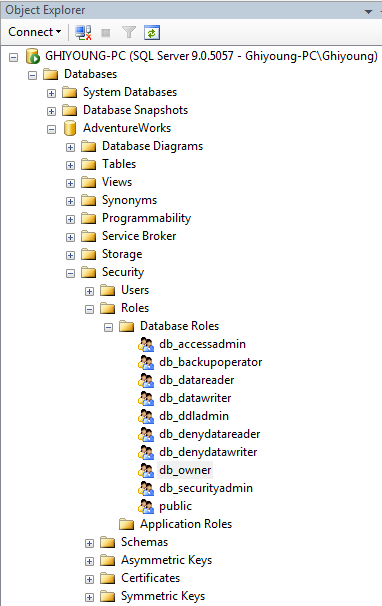 Object Explorer
Connect
GHIYOUNG-PC (SQL Server 9.0.5057 - Ghiyoung-PC\Ghiyoung)
Databases
System Databases
Database Snapshots
AdventureWorks
Database Diagrams
Tables
Views
Synonyms
Programmability
Service Broker
Storage
Security
Users
Roles
Database Roles
db_accessadmin
db_backupoperator
db_datareader
db_datawriter
db_ddladmin
db_denydatareader
db_denydatawriter
db_owner
db_securityadmin
public
Application Roles
Schemas
Asymmetric Keys
Certificates
Symmetric Keys